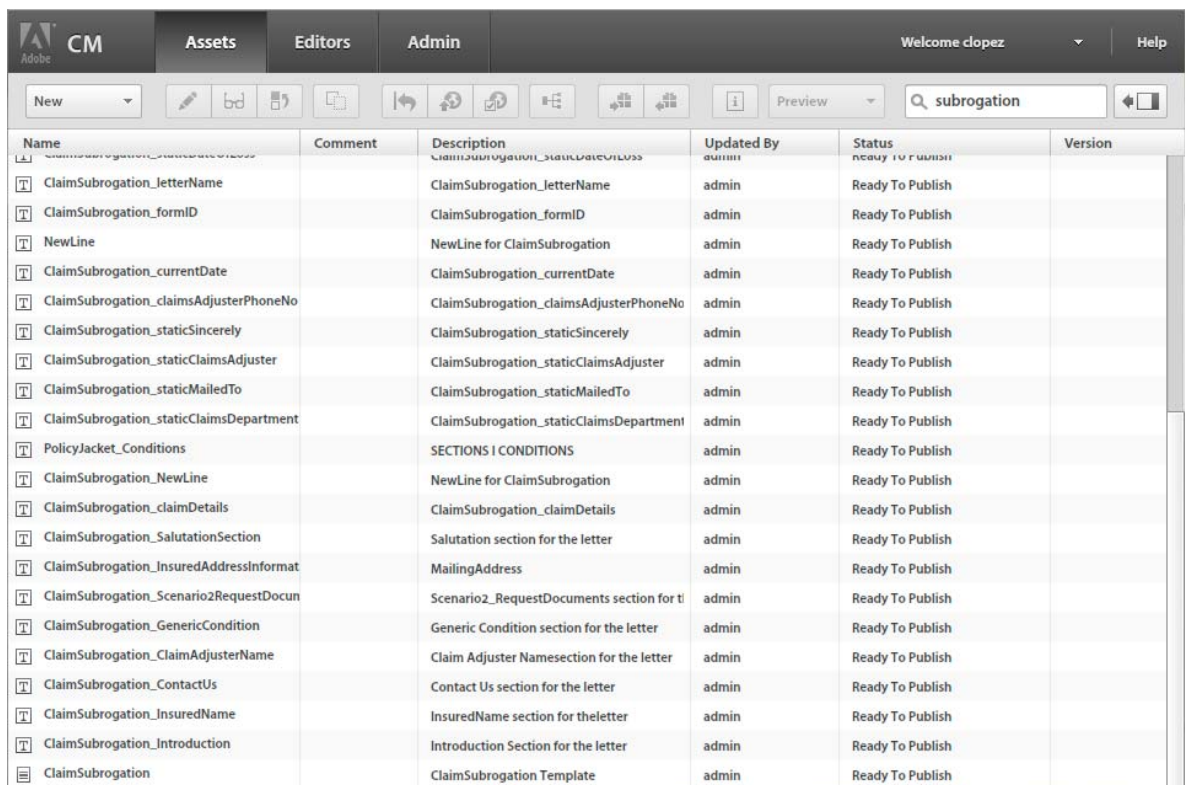 Adobe CM Assets Editors Admin Welcome clopez Help
New Preview subrogation
Name Comment Description Updated By Status Version
ClaimSubrogation_staticDateOfLoss ClaimSubrogation_staticDateOfLoss admin Ready To Publish
ClaimSubrogation_letterName ClaimSubrogation_letterName admin Ready To Publish
ClaimSubrogation_formID ClaimSubrogation_formID admin Ready To Publish
NewLine NewLine for ClaimSubrogation admin Ready To Publish
ClaimSubrogation_currentDate ClaimSubrogation_currentDate admin Ready To Publish
ClaimSubrogation_claimsAdjusterPhoneNo ClaimSubrogation_claimsAdjusterPhoneNo admin Ready To Publish
ClaimSubrogation_staticSincerely ClaimSubrogation_staticSincerely admin Ready To Publish
ClaimSubrogation_staticClaimsAdjuster ClaimSubrogation_staticClaimsAdjuster admin Ready To Publish
ClaimSubrogation_staticMailedTo ClaimSubrogation_staticMailedTo admin Ready To Publish
ClaimSubrogation_staticClaimsDepartment ClaimSubrogation_staticClaimsDepartment admin Ready To Publish
PolicyJacket_Conditions SECTIONS I CONDITIONS admin Ready To Publish
ClaimSubrogation_NewLine NewLine for ClaimSubrogation admin Ready To Publish
ClaimSubrogation_claimDetails ClaimSubrogation_claimDetails admin Ready To Publish
ClaimSubrogation_SalutationSection Salutation section for the letter admin Ready To Publish
ClaimSubrogation_InsuredAddressInformat MailingAddress admin Ready To Publish
ClaimSubrogation_Scenario2RequestDocun Scenario2_RequestDocuments section for tl admin Ready To Publish
ClaimSubrogation_GenericCondition Generic Condition section for the letter admin Ready To Publish
ClaimSubrogation_ClaimAdjusterName Claim Adjuster Namesection for the letter admin Ready To Publish
ClaimSubrogation_ContactUs Contact Us section for the letter admin Ready To Publish
ClaimSubrogation_InsuredName InsuredName section for theletter admin Ready To Publish
ClaimSubrogation_Introduction Introduction Section for the letter admin Ready To Publish
ClaimSubrogation ClaimSubrogation Template admin Ready To Publish